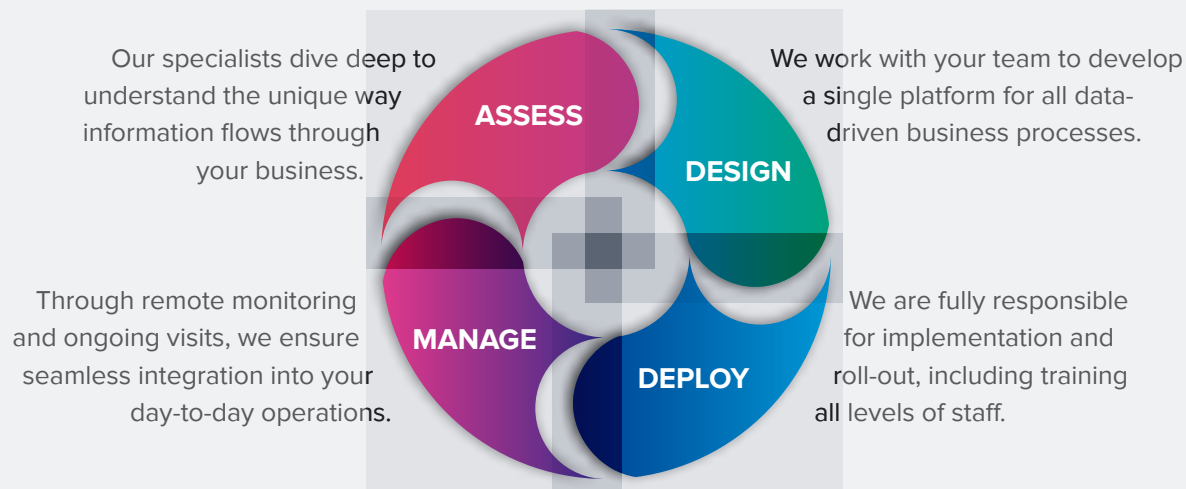 Our specialists dive deep to
understand the unique way
information flows through
your business.
ASSESS
We work with your team to develop
a single platform for all data-
driven business processes.
DESIGN
Through remote monitoring
and ongoing visits, we ensure
seamless integration into your
day-to-day operations.
MANAGE
We are fully responsible
for implementation and
roll-out, including training
all levels of staff.
DEPLOY